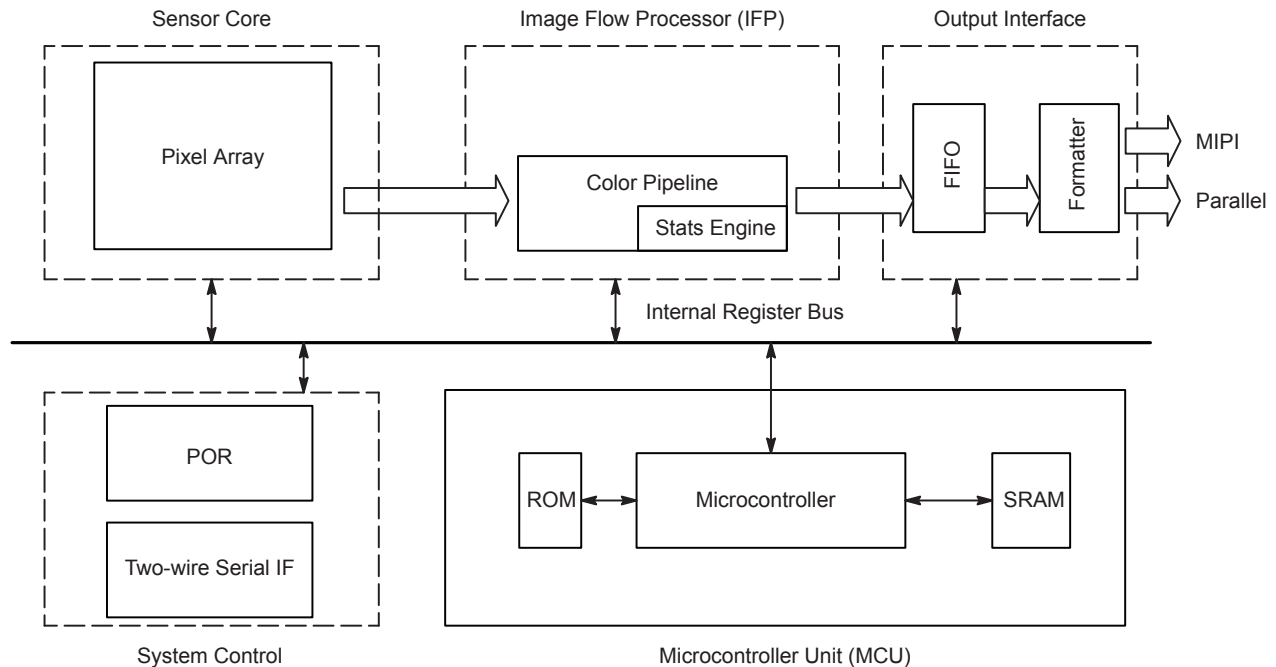 Sensor Core
Image Flow Processor (IFP)
Output Interface
Pixel Array
Color Pipeline
Stats Engine
FIFO
Formatter
MIPI
Parallel
Internal Register Bus
POR
Two-wire Serial IF
ROM
Microcontroller
SRAM
System Control
Microcontroller Unit (MCU)